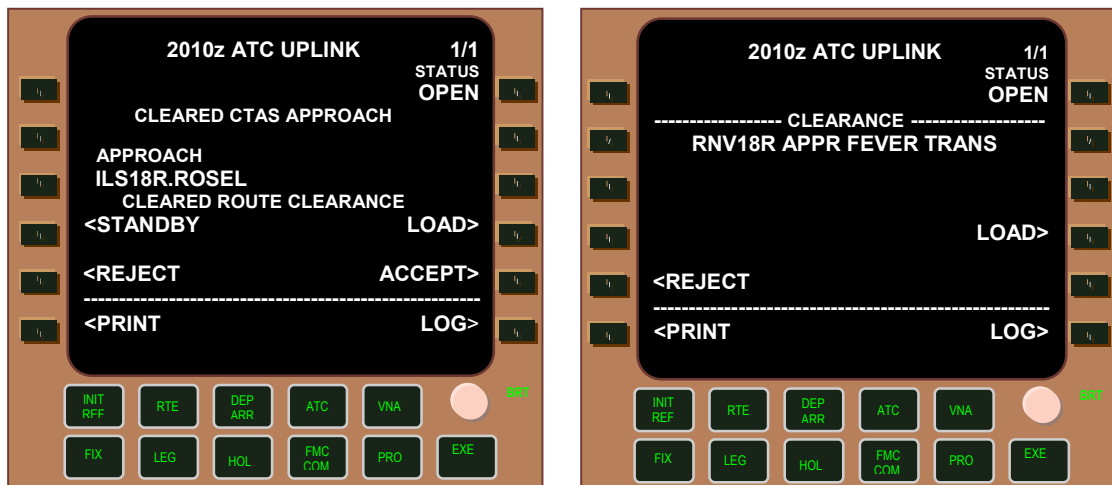 2010z ATC UPLINK 1/1
STATUS
OPEN
CLEARED CTAS APPROACH
APPROACH
ILS18R.ROSEL
CLEARED ROUTE CLEARANCE
<STANDBY LOAD>
<REJECT ACCEPT>
--------------------------------------------------------
<PRINT LOG>
INIT REF
RTE
DEP ARR
ATC
VNA
BRT
FIX
LEG
HOL
FMC COM
PRO
EXE
2010z ATC UPLINK 1/1
STATUS
OPEN
------------------ CLEARANCE -------------------
RNV18R APPR FEVER TRANS
LOAD>
<REJECT
--------------------------------------------------------
<PRINT LOG>
INIT REF
RTE
DEP ARR
ATC
VNA
BRT
FIX
LEG
HOL
FMC COM
PRO
EXE